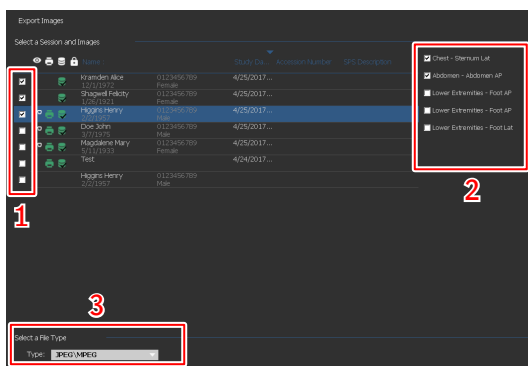 Export Images
Select a Session and Images
Name Study Da... Accession Number SPS Description
Kramden Alice 0123456789 4/25/2017...
12/1/1972 Female
Shagwell Felicity 0123456789 4/25/2017...
1/26/1921 Female
Higgins Henry 0123456789 4/25/2017...
2/2/1957 Male
Doe John 0123456789 4/25/2017...
3/7/1975 Male
Magdalene Mary 0123456789 4/25/2017...
5/11/1933 Female
Test 4/24/2017...
Higgins Henry 0123456789
2/2/1957 Male
1
Chest - Sternum Lat
Abdomen - Abdomen AP
Lower Extremities - Foot AP
Lower Extremities - Foot AP
Lower Extremities - Foot Lat
2
3
Select a File Type
Type: JPEG\MPEG